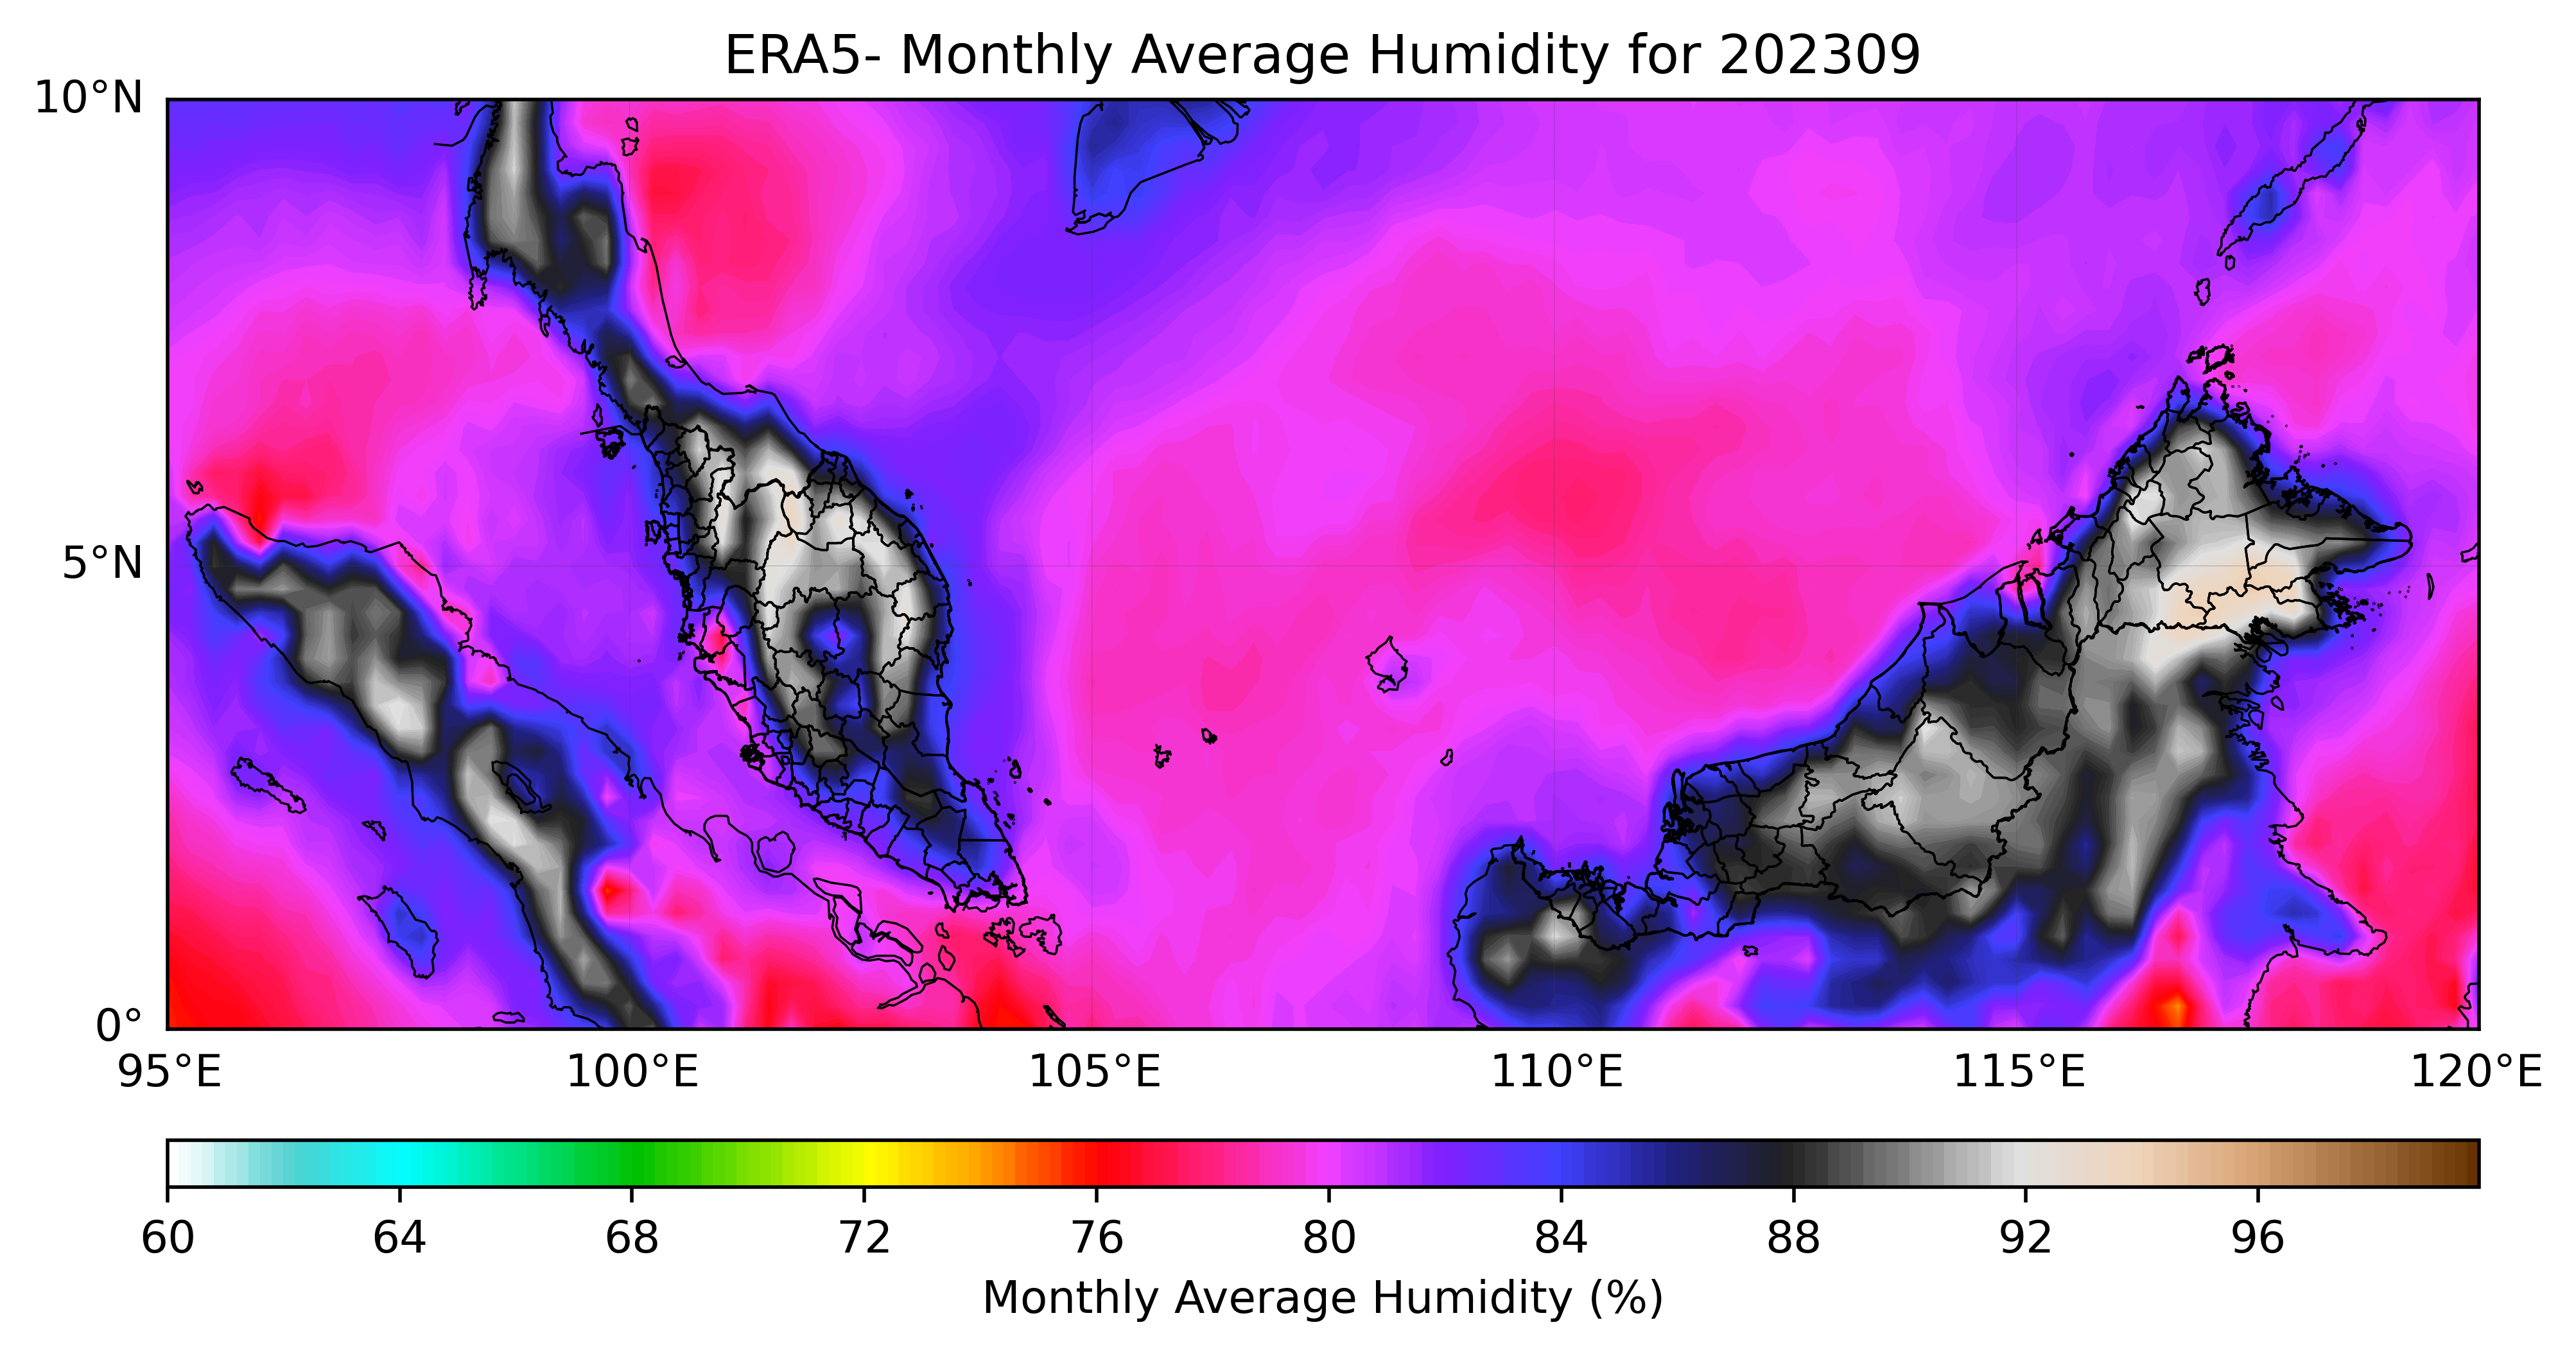 ERA5- Monthly Average Humidity for 202309
10°N
5°N
0°
95°E 100°E 105°E 110°E 115°E 120°E
60 64 68 72 76 80 84 88 92 96
Monthly Average Humidity (%)